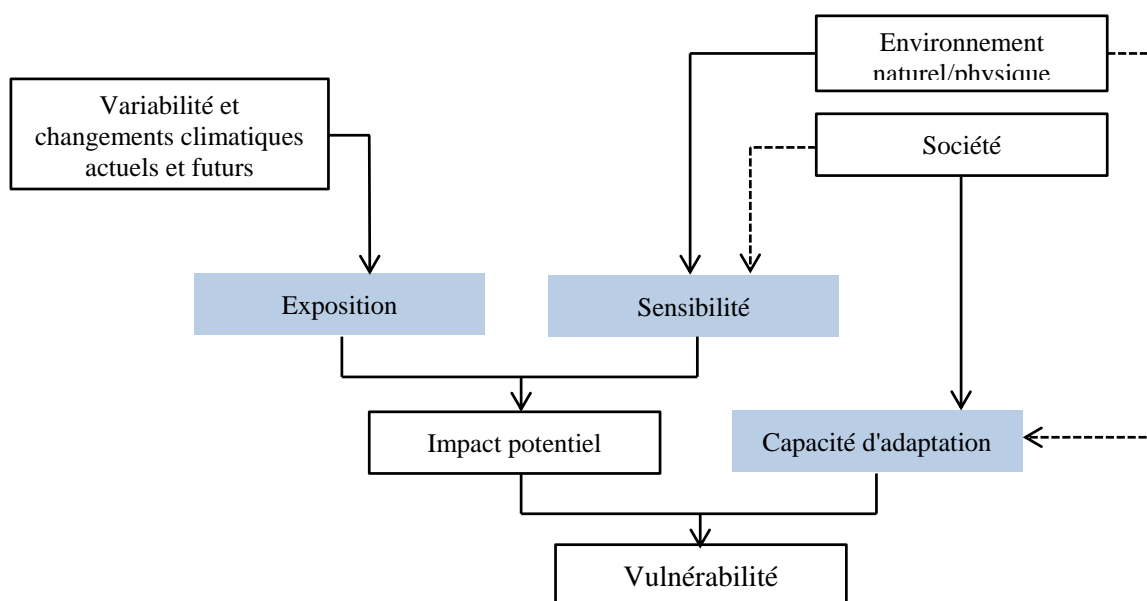 Environnement
naturel/physique
Variabilité et
changements climatiques
actuels et futurs
Société
Exposition
Sensibilité
Impact potentiel
Capacité d'adaptation
Vulnérabilité